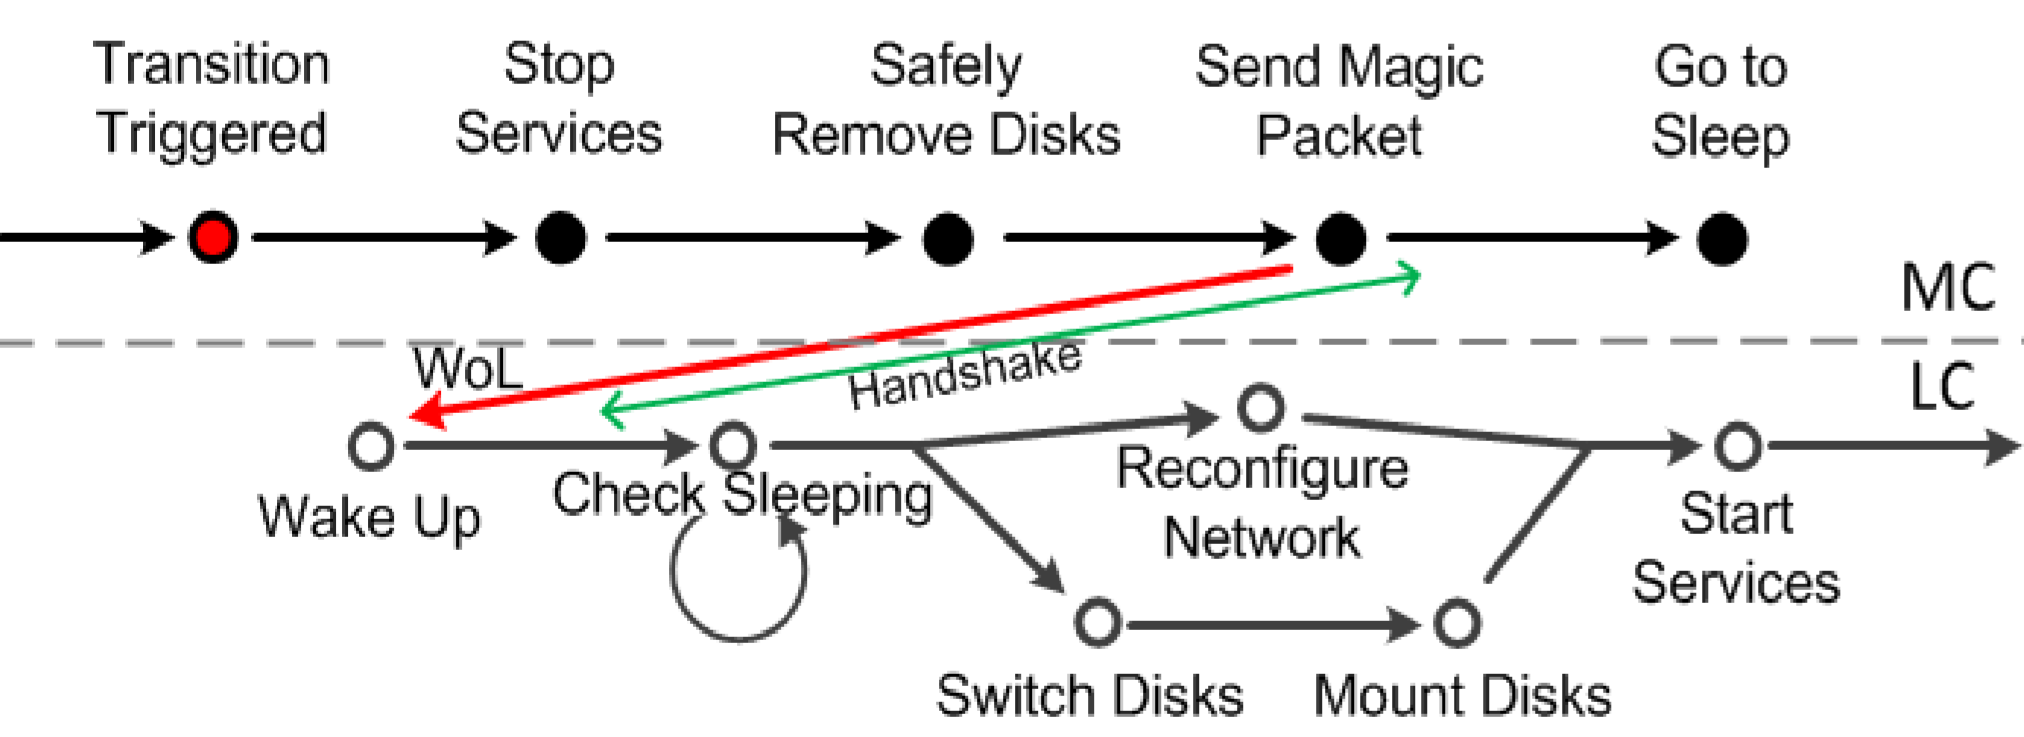 Transition
Triggered
Stop
Services
Safely
Remove Disks
Send Magic
Packet
Go to
Sleep
MC
WoL
Handshake
LC
Wake Up
Check Sleeping
Reconfigure
Network
Start
Services
Switch Disks
Mount Disks